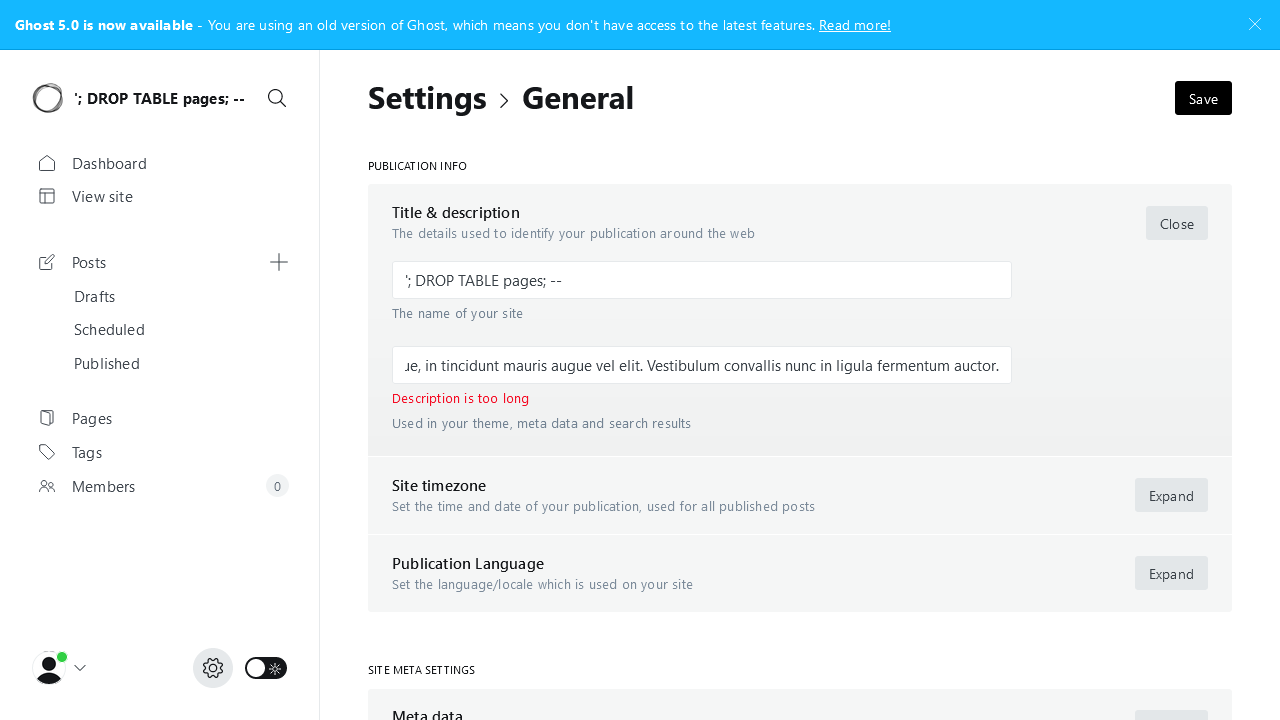 Ghost 5.0 is now available - You are using an old version of Ghost, which means you don't have access to the latest features. Read more!
'; DROP TABLE pages; --
Dashboard
View site
Posts
Drafts
Scheduled
Published
Pages
Tags
Members
0
Settings
General
Save
PUBLICATION INFO
Title & description
The details used to identify your publication around the web
Close
'; DROP TABLE pages; --
The name of your site
ue, in tincidunt mauris augue vel elit. Vestibulum convallis nunc in ligula fermentum auctor.
Description is too long
Used in your theme, meta data and search results
Site timezone
Set the time and date of your publication, used for all published posts
Expand
Publication Language
Set the language/locale which is used on your site
Expand
SITE META SETTINGS
Meta data